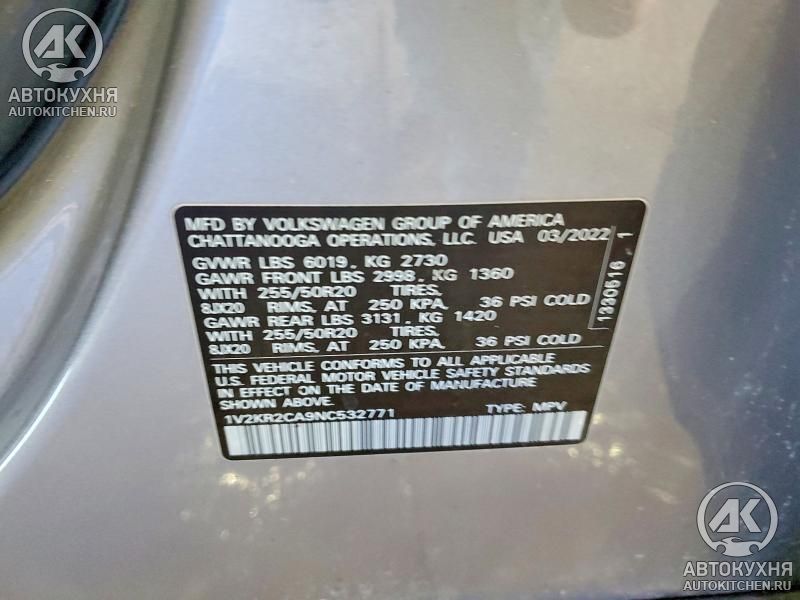 AK
АВТОКУХНЯ
AUTOKITCHEN.RU
MFD BY VOLKSWAGEN GROUP OF AMERICA
CHATTANOOGA OPERATIONS, LLC. USA 03/2022
GVWR LBS 6019, KG 2730
GAWR FRONT LBS 2998, KG 1360
WITH 255/50R20 TIRES.
8JX20 RIMS, AT 250 KPA. 36 PSI COLD
GAWR REAR LBS 3131, KG 1420
WITH 255/50R20 TIRES.
8JX20 RIMS, AT 250 KPA. 36 PSI COLD
THIS VEHICLE CONFORMS TO ALL APPLICABLE
U.S. FEDERAL MOTOR VEHICLE SAFETY STANDARDS
IN EFFECT ON THE DATE OF MANUFACTURE
SHOWN ABOVE.
1V2KR2CA9NC532771 TYPE: MPV
1330516 1
AK
АВТОКУХНЯ
AUTOKITCHEN.RU